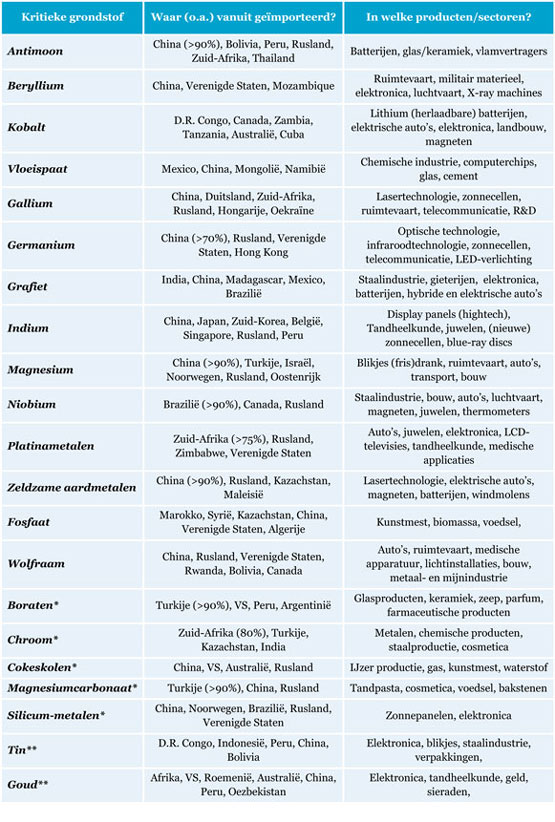 Kritieke grondstof
Waar (o.a.) vanuit geïmporteerd?
In welke producten/sectoren?
Antimoon
China (>90%), Bolivia, Peru, Rusland,
Zuid-Afrika, Thailand
Batterijen, glas/keramiek, vlamvertragers
Beryllium
China, Verenigde Staten, Mozambique
Ruimtevaart, militair materieel,
elektronica, luchtvaart, X-ray machines
Kobalt
D.R. Congo, Canada, Zambia,
Tanzania, Australië, Cuba
Lithium (herlaadbare) batterijen,
elektrische auto's, elektronica, landbouw,
magneten
Vloeispaat
Mexico, China, Mongolië, Namibië
Chemische industrie, computerchips,
glas, cement
Gallium
China, Duitsland, Zuid-Afrika,
Rusland, Hongarije, Oekraïne
Lasertechnologie, zonnecellen,
ruimtevaart, telecommunicatie, R&D
Germanium
China (>70%), Rusland, Verenigde
Staten, Hong Kong
Optische technologie,
infraroodtechnologie, zonnecellen,
telecommunicatie, LED-verlichting
Grafiet
India, China, Madagascar, Mexico,
Brazilië
Staalindustrie, gieterijen, elektronica,
batterijen, hybride en elektrische auto's
Indium
China, Japan, Zuid-Korea, België,
Singapore, Rusland, Peru
Display panels (hightech),
Tandheelkunde, juwelen, (nieuwe)
zonnecellen, blue-ray discs
Magnesium
China (>90%), Turkije, Israël,
Noorwegen, Rusland, Oostenrijk
Blikjes (fris)drank, ruimtevaart, auto's,
transport, bouw
Niobium
Brazilië (>90%), Canada, Rusland
Staalindustrie, bouw, auto's, luchtvaart,
magneten, juwelen, thermometers
Platinametalen
Zuid-Afrika (>75%), Rusland,
Zimbabwe, Verenigde Staten
Auto's, juwelen, elektronica, LCD-
televisies, tandheelkunde, medische
applicaties
Zeldzame aardmetalen
China (>90%), Rusland, Kazachstan,
Maleisië
Lasertechnologie, elektrische auto's,
magneten, batterijen, windmolens
Fosfaat
Marokko, Syrië, Kazachstan, China,
Verenigde Staten, Algerije
Kunstmest, biomassa, voedsel,
Wolfraam
China, Rusland, Verenigde Staten,
Rwanda, Bolivia, Canada
Auto's, ruimtevaart, medische
apparatuur, lichtinstallaties, bouw,
metaal- en mijnindustrie
Boraten*
Turkije (>90%), VS, Peru, Argentinië
Glasproducten, keramiek, zeep, parfum,
farmaceutische producten
Chroom*
Zuid-Afrika (80%), Turkije,
Kazachstan, India
Metalen, chemische producten,
staalproductie, cosmetica
Cokeskolen*
China, VS, Australië, Rusland
IJzer productie, gas, kunstmest, waterstof
Magnesiumcarbonaat*
Turkije (>90%), China, Rusland
Tandpasta, cosmetica, voedsel, bakstenen
Silicum-metalen*
China, Noorwegen, Brazilië, Rusland,
Verenigde Staten
Zonnepanelen, elektronica
Tin**
D.R. Congo, Indonesië, Peru, China,
Bolivia
Elektronica, blikjes, staalindustrie,
verpakkingen,
Goud**
Afrika, VS, Roemenië, Australië, China,
Peru, Oezbekistan
Elektronica, tandheelkunde, geld,
sieraden,